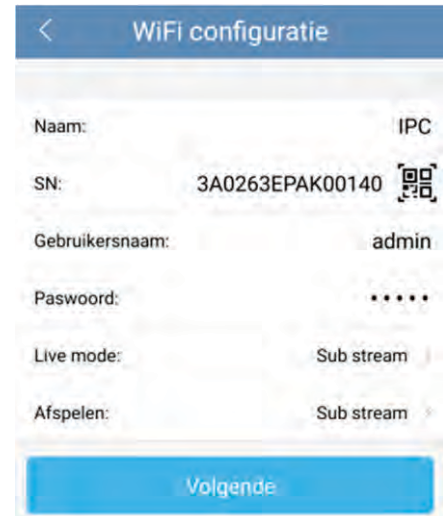 WiFi configuratie
Naam: IPC
SN: 3A0263EPAK00140
Gebruikersnaam: admin
Paswoord: •••••
Live mode: Sub stream
Afspelen: Sub stream
Volgende